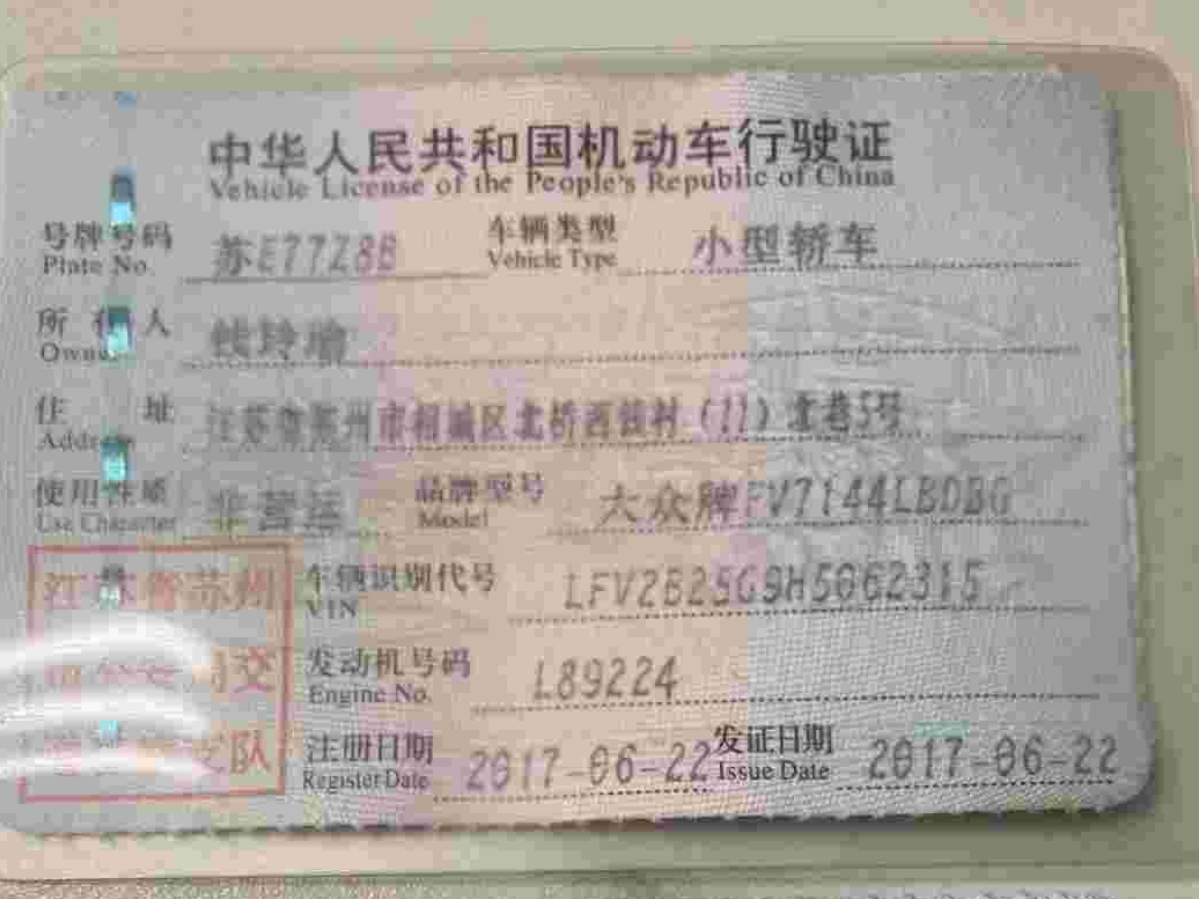 中华人民共和国机动车行驶证
Vehicle License of the People's Republic of China
号牌号码 苏E77Z8B 车辆类型 小型轿车
Plate No. Vehicle Type
所有人 钱玲瑜
Owner
住址 江苏省苏州市相城区北桥西钱村(11)北巷5号
Address
使用性质 非营运 品牌型号 大众牌FV7144LBDBG
Use Character Model
江苏省苏州 车辆识别代号 LFV2B25G9H5062315
VIN
交 发动机号码 L89224
Engine No.
支队 注册日期 2017-06-22 发证日期 2017-06-22
Register Date Issue Date